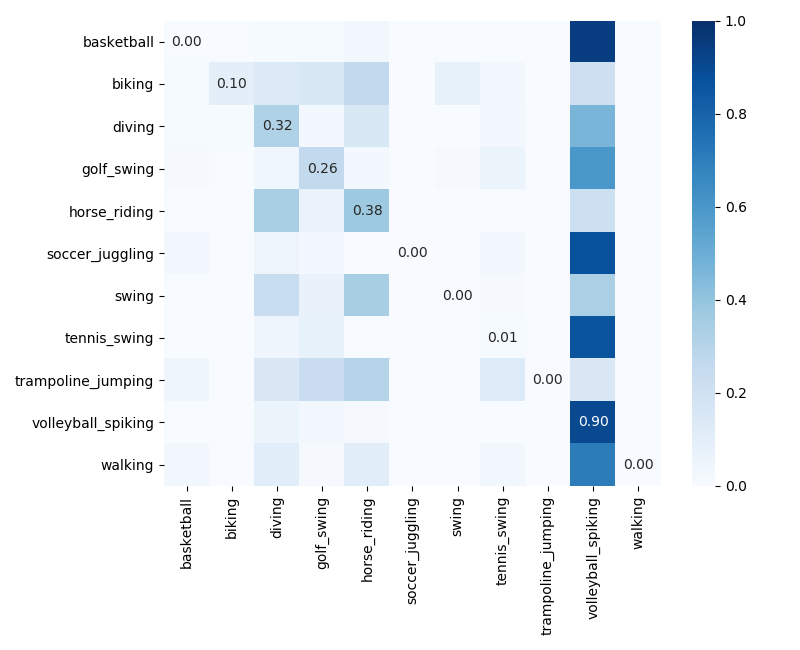 basketball
biking
diving
golf_swing
horse_riding
soccer_juggling
swing
tennis_swing
trampoline_jumping
volleyball_spiking
walking
0.00
0.10
0.32
0.26
0.38
0.00
0.00
0.01
0.00
0.90
0.00
basketball
biking
diving
golf_swing
horse_riding
soccer_juggling
swing
tennis_swing
trampoline_jumping
volleyball_spiking
walking
1.0
0.8
0.6
0.4
0.2
0.0